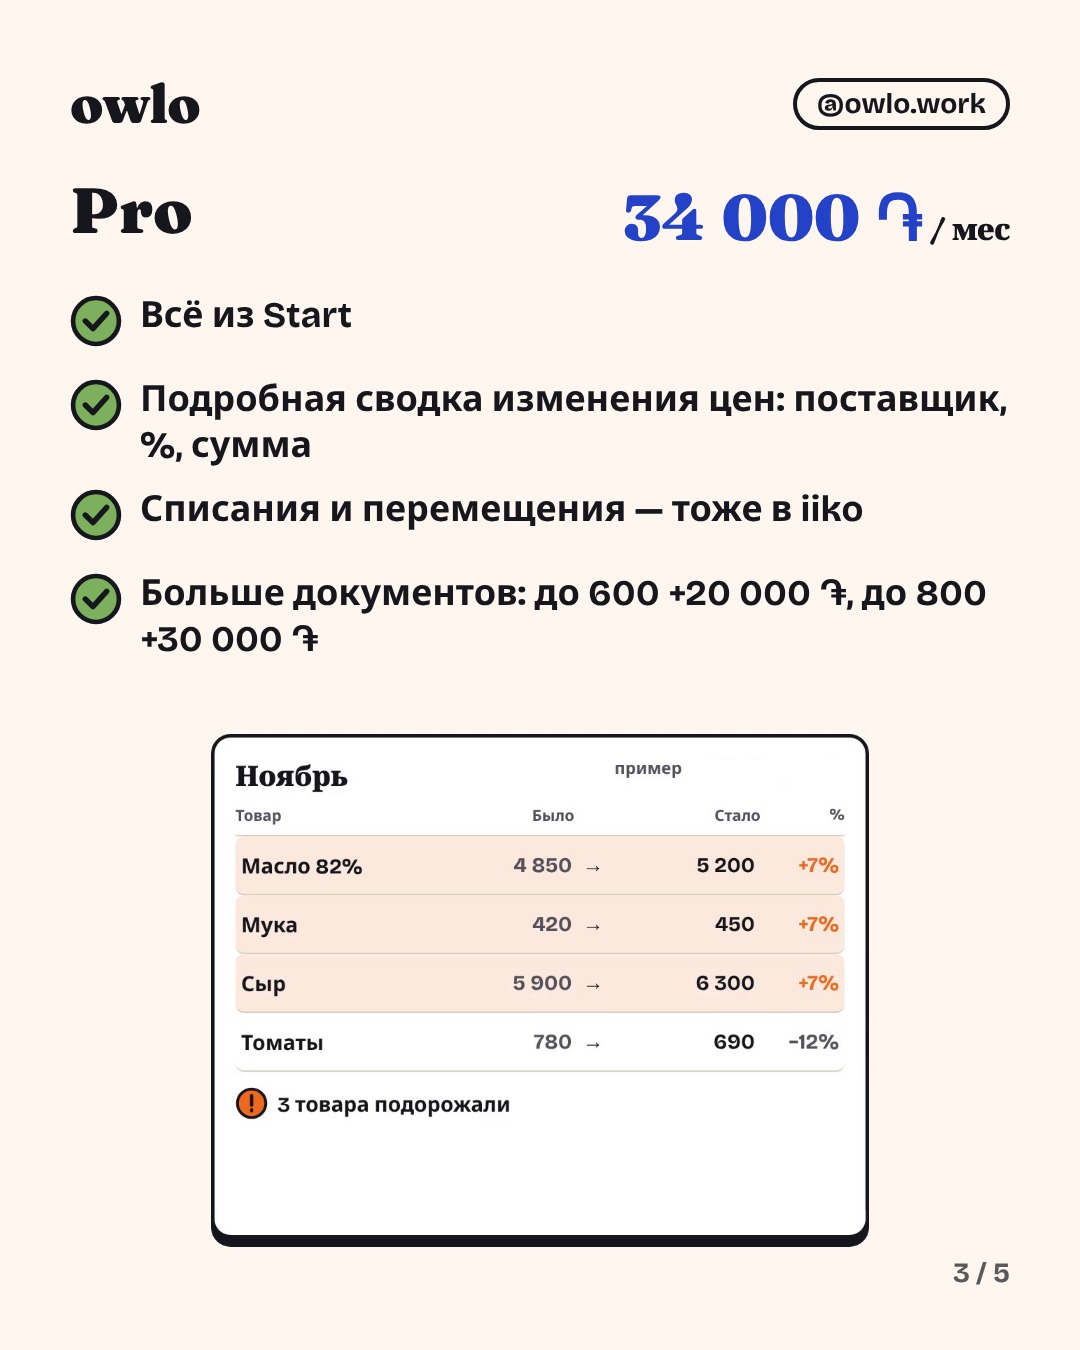 owlo
@owlo.work
Pro
34 000 ֏ / мес
Всё из Start
Подробная сводка изменения цен: поставщик,
%, сумма
Списания и перемещения — тоже в iiko
Больше документов: до 600 +20 000 ֏, до 800
+30 000 ֏
Ноябрь пример
Товар Было Стало %
Масло 82% 4 850 → 5 200 +7%
Мука 420 → 450 +7%
Сыр 5 900 → 6 300 +7%
Томаты 780 → 690 −12%
! 3 товара подорожали
3 / 5